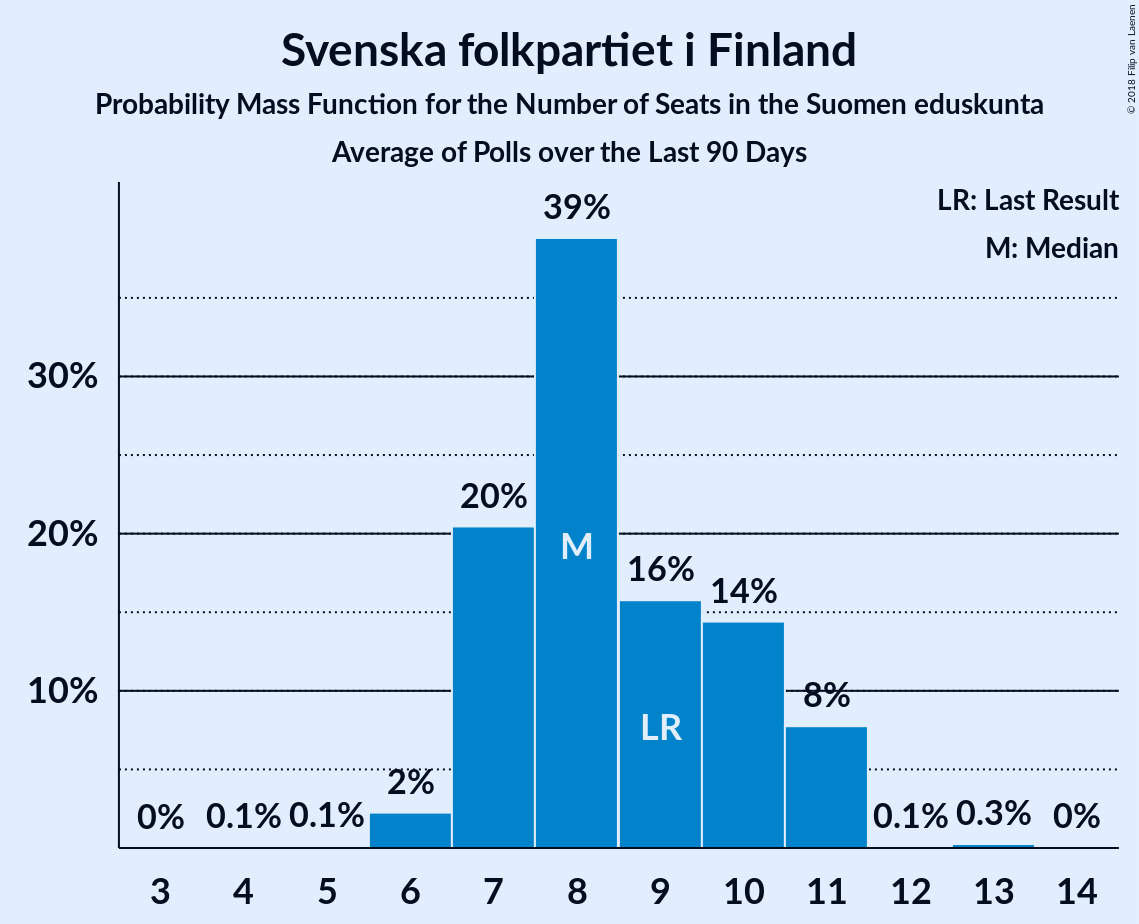 Svenska folkpartiet i Finland
Probability Mass Function for the Number of Seats in the Suomen eduskunta
Average of Polls over the Last 90 Days
© 2018 Filip van Laenen
LR: Last Result
M: Median
39%
30%
20%
20%
M
16%
14%
10%
8%
LR
2%
0% 0.1% 0.1% 0.1% 0.3% 0%
3 4 5 6 7 8 9 10 11 12 13 14